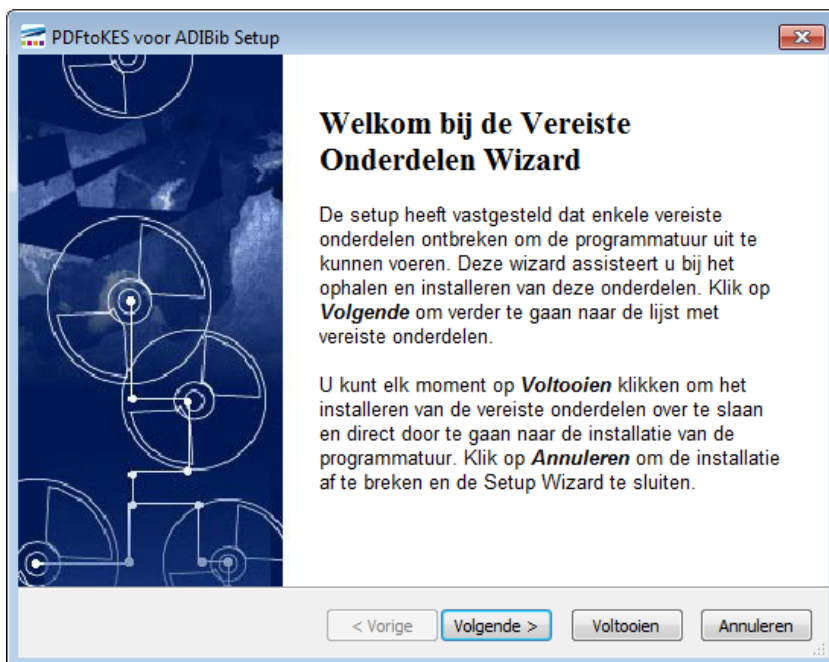 PDFtoKES voor ADIBib Setup
Welkom bij de Vereiste
Onderdelen Wizard
De setup heeft vastgesteld dat enkele vereiste
onderdelen ontbreken om de programmatuur uit te
kunnen voeren. Deze wizard assisteert u bij het
ophalen en installeren van deze onderdelen. Klik op
Volgende om verder te gaan naar de lijst met
vereiste onderdelen.
U kunt elk moment op Voltooien klikken om het
installeren van de vereiste onderdelen over te slaan
en direct door te gaan naar de installatie van de
programmatuur. Klik op Annuleren om de installatie
af te breken en de Setup Wizard te sluiten.
< Vorige Volgende > Voltooien Annuleren